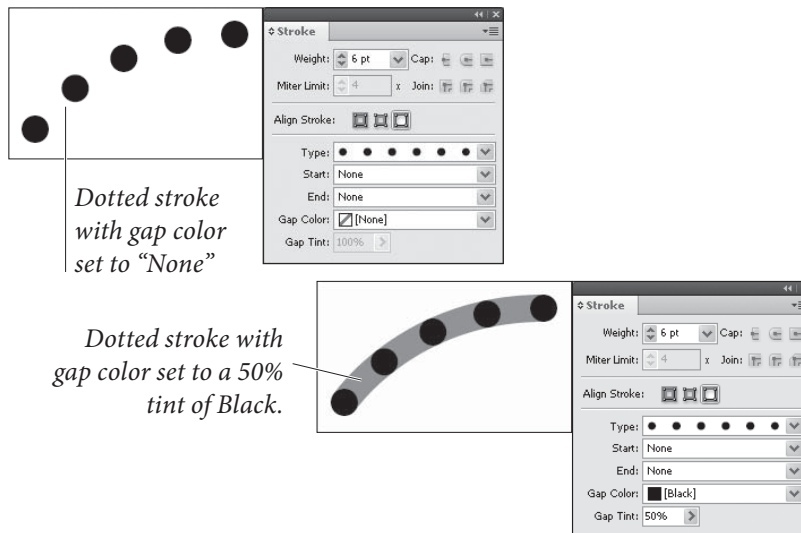 Stroke
Weight: 6 pt Cap:
Miter Limit: 4 x Join:
Align Stroke:
Type:
Start: None
End: None
Gap Color: [None]
Gap Tint: 100%
Dotted stroke
with gap color
set to “None”
Stroke
Weight: 6 pt Cap:
Miter Limit: 4 x Join:
Align Stroke:
Type:
Start: None
End: None
Gap Color: [Black]
Gap Tint: 50%
Dotted stroke with
gap color set to a 50%
tint of Black.